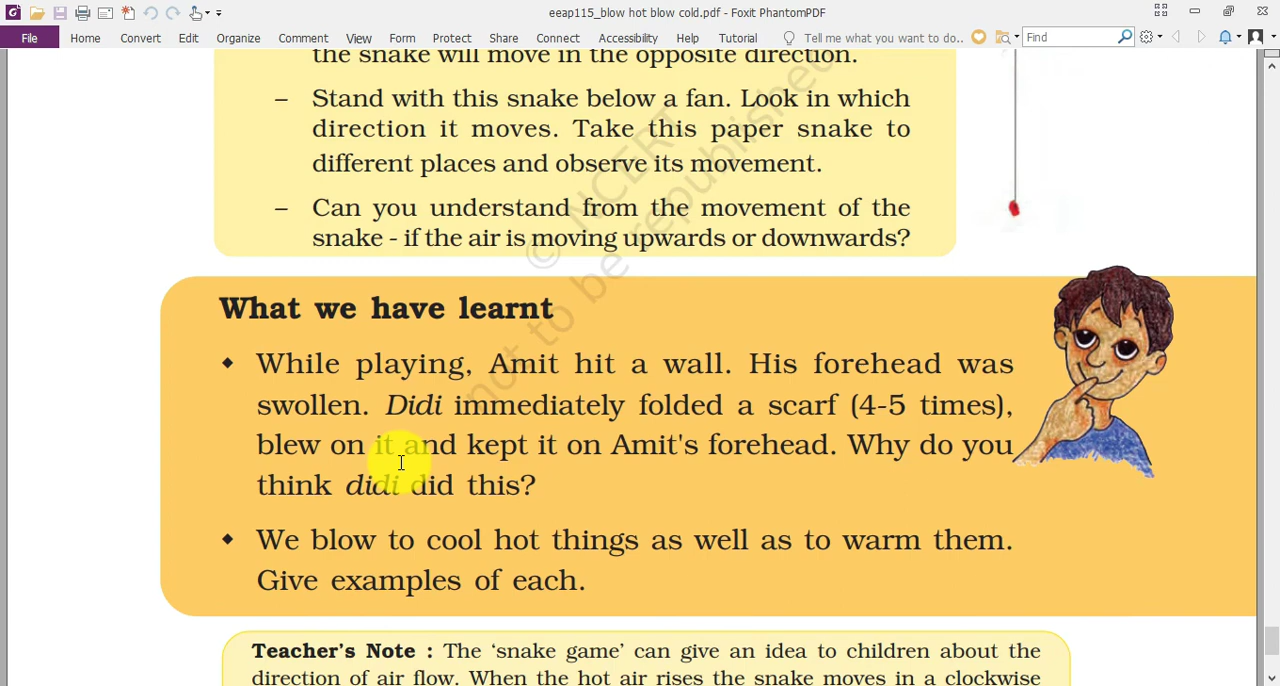 eeap115_blow hot blow cold.pdf - Foxit PhantomPDF
File Home Convert Edit Organize Comment View Form Protect Share Connect Accessibility Help Tutorial Tell me what you want to do.. Find
the snake will move in the opposite direction.
– Stand with this snake below a fan. Look in which
direction it moves. Take this paper snake to
different places and observe its movement.
– Can you understand from the movement of the
snake - if the air is moving upwards or downwards?
© NCERT
not to be republished
What we have learnt
◆ While playing, Amit hit a wall. His forehead was
swollen. Didi immediately folded a scarf (4-5 times),
blew on it and kept it on Amit's forehead. Why do you
think didi did this?
◆ We blow to cool hot things as well as to warm them.
Give examples of each.
Teacher's Note : The ‘snake game’ can give an idea to children about the
direction of air flow. When the hot air rises the snake moves in a clockwise